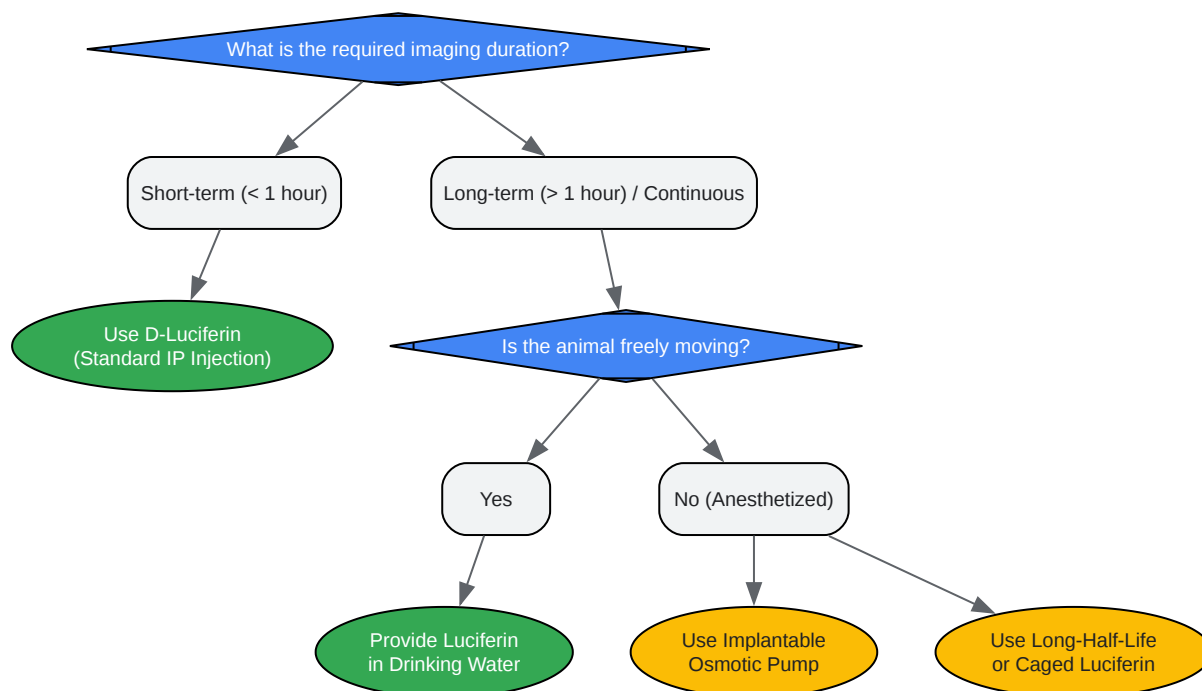 What is the required imaging duration?
Short-term (< 1 hour)
Long-term (> 1 hour) / Continuous
Use D-Luciferin
(Standard IP Injection)
Is the animal freely moving?
Yes
No (Anesthetized)
Provide Luciferin
in Drinking Water
Use Implantable
Osmotic Pump
Use Long-Half-Life
or Caged Luciferin